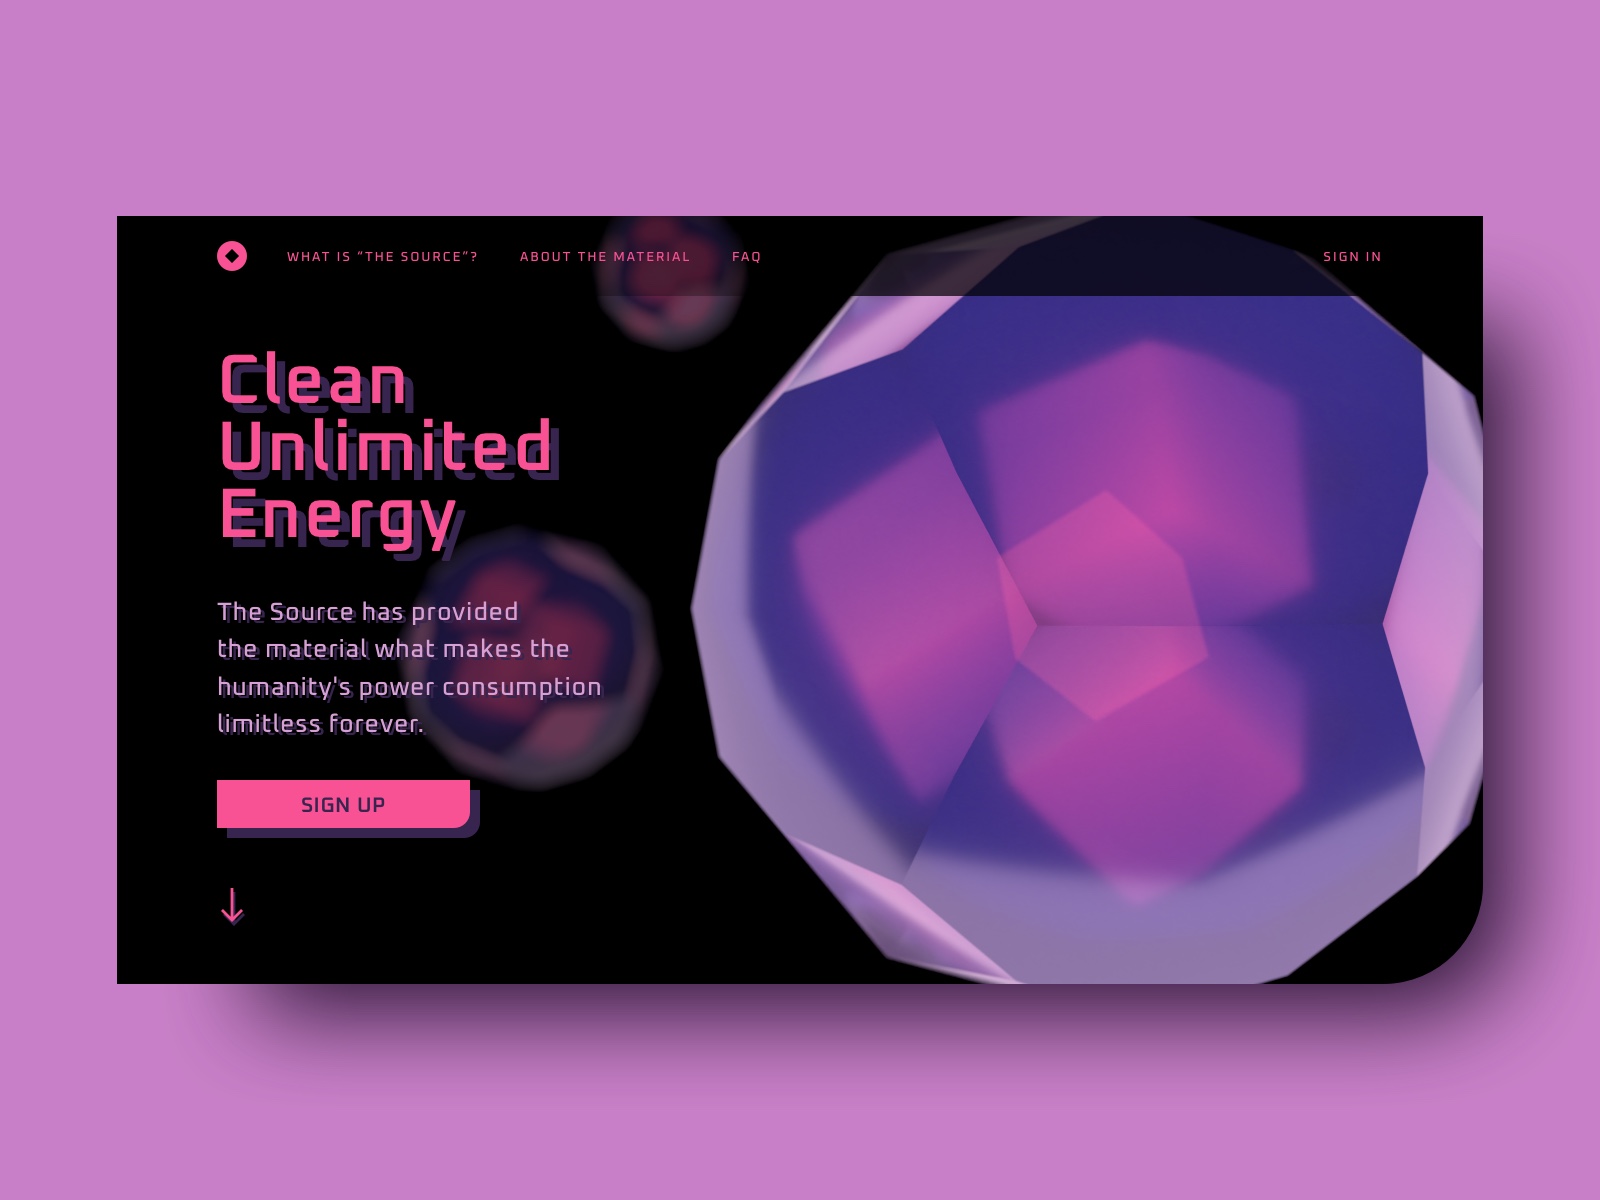 WHAT IS “THE SOURCE”? ABOUT THE MATERIAL FAQ SIGN IN
Clean
Unlimited
Energy
The Source has provided
the material what makes the
humanity's power consumption
limitless forever.
SIGN UP